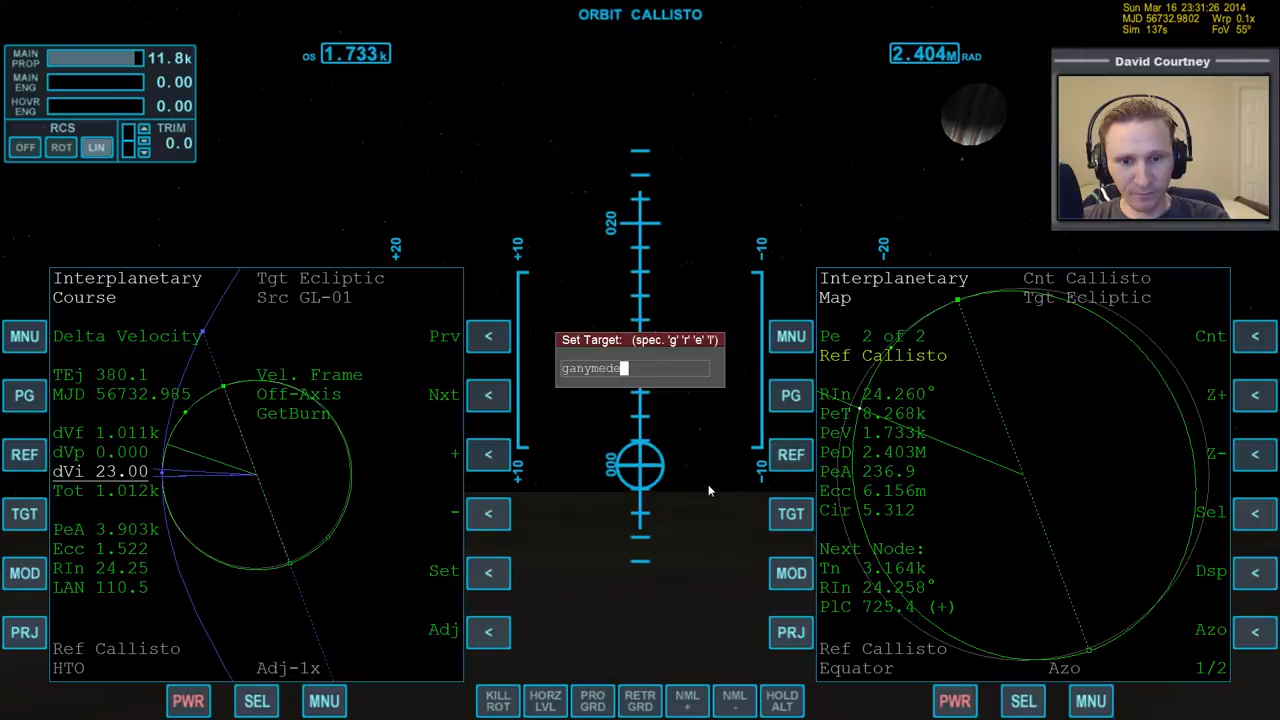 ORBIT CALLISTO
Sun Mar 16 23:31:26 2014
MJD 56732.9802 Wrp 0.1x
Sim 137s FoV 55°
David Courtney
MAIN PROP 11.8k
MAIN ENG 0.00
HOVR ENG 0.00
RCS TRIM
OFF ROT LIN 0.0
OS 1.733k
2.404M RAD
020
+20 +10 -10 -20
000
+10 -10
Set Target: (spec. 'g' 'r' 'e' 'l')
ganymede
Interplanetary Tgt Ecliptic
Course Src GL-01
Delta Velocity Prv
TEj 380.1 Vel. Frame
MJD 56732.985 Off-Axis Nxt
GetBurn
dVf 1.011k
dVp 0.000 +
dVi 23.00
Tot 1.012k
-
PeA 3.903k
Ecc 1.522
RIn 24.25 Set
LAN 110.5
Adj
Ref Callisto
HTO Adj-1x
MNU <
PG <
REF <
TGT <
MOD <
PRJ <
PWR SEL MNU
KILL ROT HORZ LVL PRO GRD RETR GRD NML + NML - HOLD ALT
Interplanetary Cnt Callisto
Map Tgt Ecliptic
Pe 2 of 2 Cnt
Ref Callisto
RIn 24.260° Z+
PeT 8.268k
PeV 1.733k
PeD 2.403M Z-
PeA 236.9
Ecc 6.156m
Cir 5.312 Sel
Next Node:
Tn 3.164k Dsp
RIn 24.258°
PlC 725.4 (+)
Azo
Ref Callisto
Equator Azo 1/2
MNU <
PG <
REF <
TGT <
MOD <
PRJ <
PWR SEL MNU